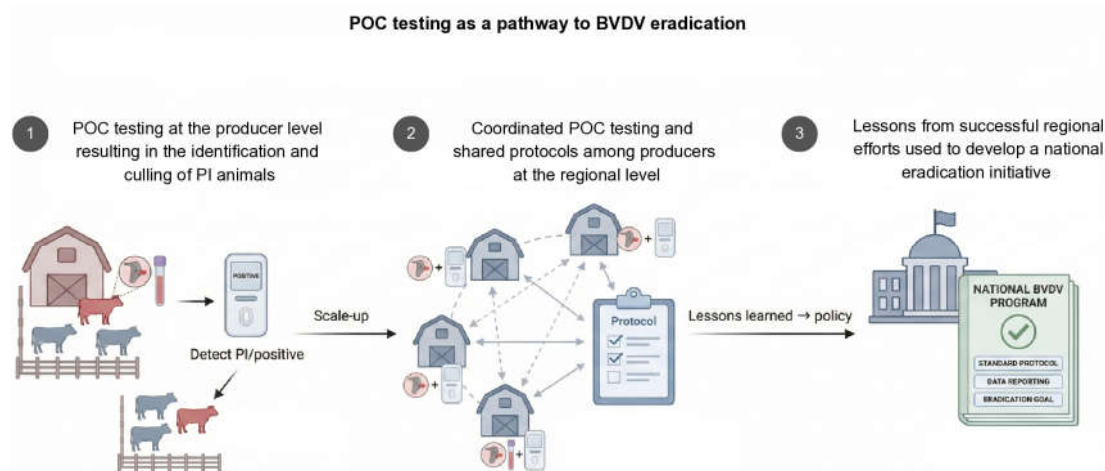 POC testing as a pathway to BVDV eradication
1
POC testing at the producer level
resulting in the identification and
culling of PI animals
2
Coordinated POC testing and
shared protocols among producers
at the regional level
3
Lessons from successful regional
efforts used to develop a national
eradication initiative
POSITIVE
Detect PI/positive
Scale-up
+
+
+
+
+
Protocol
Lessons learned → policy
NATIONAL BVDV
PROGRAM
STANDARD PROTOCOL
DATA REPORTING
ERADICATION GOAL